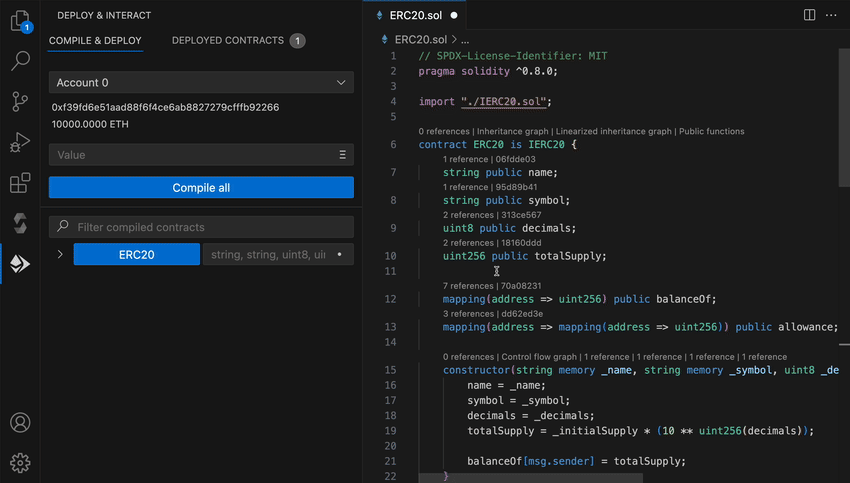 1
DEPLOY & INTERACT
COMPILE & DEPLOY
DEPLOYED CONTRACTS 1
Account 0
0xf39fd6e51aad88f6f4ce6ab8827279cfffb92266
10000.0000 ETH
Value
Compile all
Filter compiled contracts
ERC20
string, string, uint8, uin
ERC20.sol
ERC20.sol > ...
1 // SPDX-License-Identifier: MIT
2 pragma solidity ^0.8.0;
3
4 import "./IERC20.sol";
5
0 references | Inheritance graph | Linearized inheritance graph | Public functions
6 contract ERC20 is IERC20 {
1 reference | 06fdde03
7 string public name;
1 reference | 95d89b41
8 string public symbol;
2 references | 313ce567
9 uint8 public decimals;
2 references | 18160ddd
10 uint256 public totalSupply;
11
7 references | 70a08231
12 mapping(address => uint256) public balanceOf;
3 references | dd62ed3e
13 mapping(address => mapping(address => uint256)) public allowance;
14
0 references | Control flow graph | 1 reference | 1 reference | 1 reference | 1 reference
15 constructor(string memory _name, string memory _symbol, uint8 _de
16 name = _name;
17 symbol = _symbol;
18 decimals = _decimals;
19 totalSupply = _initialSupply * (10 ** uint256(decimals));
20
21 balanceOf[msg.sender] = totalSupply;
22 }